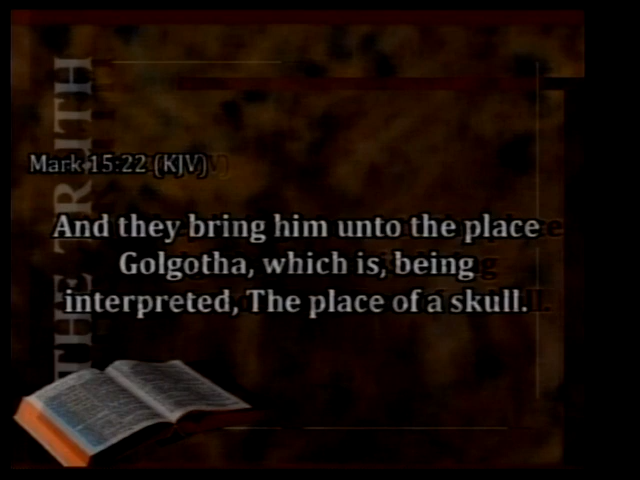 THE TRUTH
Mark 15:22 (KJV)
And they bring him unto the place
Golgotha, which is, being
interpreted, The place of a skull.